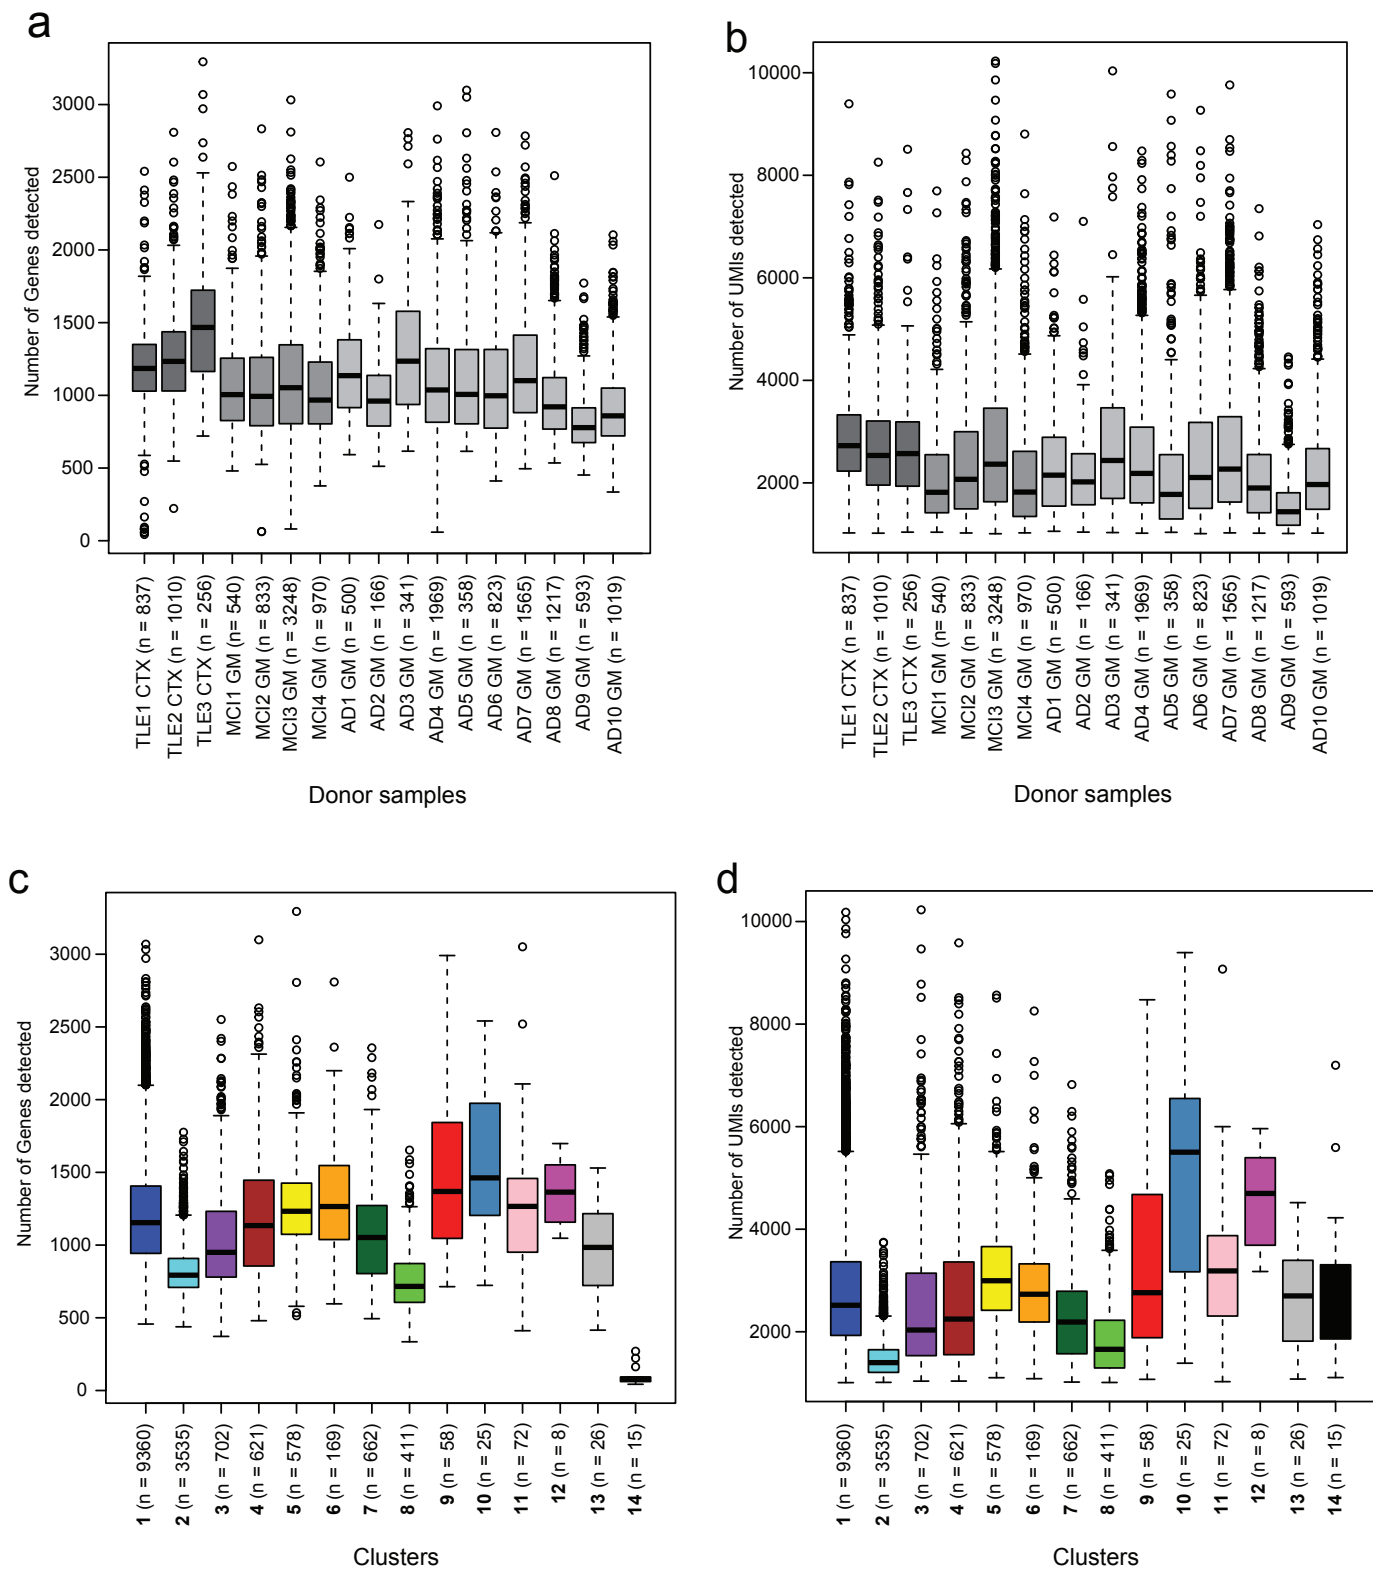 a
Number of Genes detected
3000
2500
2000
1500
1000
500
0
TLE1 CTX (n = 837)
TLE2 CTX (n = 1010)
TLE3 CTX (n = 256)
MCI1 GM (n= 540)
MCI2 GM (n = 833)
MCI3 GM (n = 3248)
MCI4 GM (n = 970)
AD1 GM (n = 500)
AD2 GM (n = 166)
AD3 GM (n = 341)
AD4 GM (n = 1969)
AD5 GM (n = 358)
AD6 GM (n = 823)
AD7 GM (n = 1565)
AD8 GM (n = 1217)
AD9 GM (n = 593)
AD10 GM (n = 1019)
Donor samples
b
Number of UMIs detected
10000
8000
6000
4000
2000
TLE1 CTX (n = 837)
TLE2 CTX (n = 1010)
TLE3 CTX (n = 256)
MCI1 GM (n= 540)
MCI2 GM (n = 833)
MCI3 GM (n = 3248)
MCI4 GM (n = 970)
AD1 GM (n = 500)
AD2 GM (n = 166)
AD3 GM (n = 341)
AD4 GM (n = 1969)
AD5 GM (n = 358)
AD6 GM (n = 823)
AD7 GM (n = 1565)
AD8 GM (n = 1217)
AD9 GM (n = 593)
AD10 GM (n = 1019)
Donor samples
c
Number of Genes detected
3000
2500
2000
1500
1000
500
0
1 (n = 9360)
2 (n = 3535)
3 (n = 702)
4 (n = 621)
5 (n = 578)
6 (n = 169)
7 (n = 662)
8 (n = 411)
9 (n = 58)
10 (n = 25)
11 (n = 72)
12 (n = 8)
13 (n = 26)
14 (n = 15)
Clusters
d
Number of UMIs detected
10000
8000
6000
4000
2000
1 (n = 9360)
2 (n = 3535)
3 (n = 702)
4 (n = 621)
5 (n = 578)
6 (n = 169)
7 (n = 662)
8 (n = 411)
9 (n = 58)
10 (n = 25)
11 (n = 72)
12 (n = 8)
13 (n = 26)
14 (n = 15)
Clusters